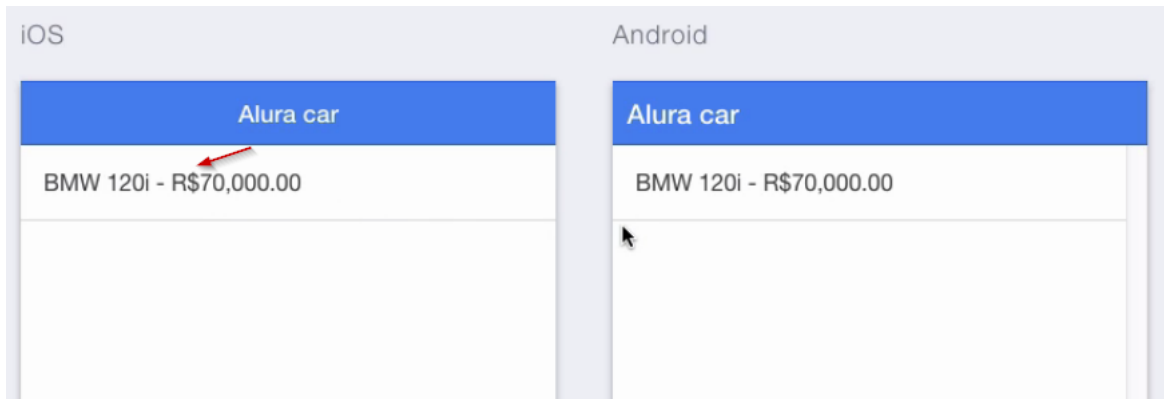 iOS
Android
Alura car
Alura car
BMW 120i - R$70,000.00
BMW 120i - R$70,000.00